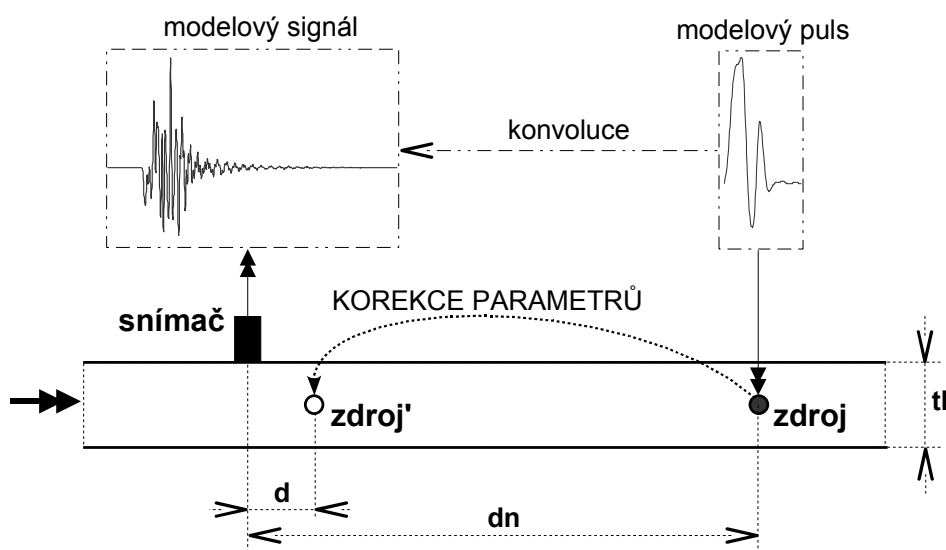 modelový signál
modelový puls
konvoluce
KOREKCE PARAMETRŮ
snímač
zdroj'
zdroj
d
dn